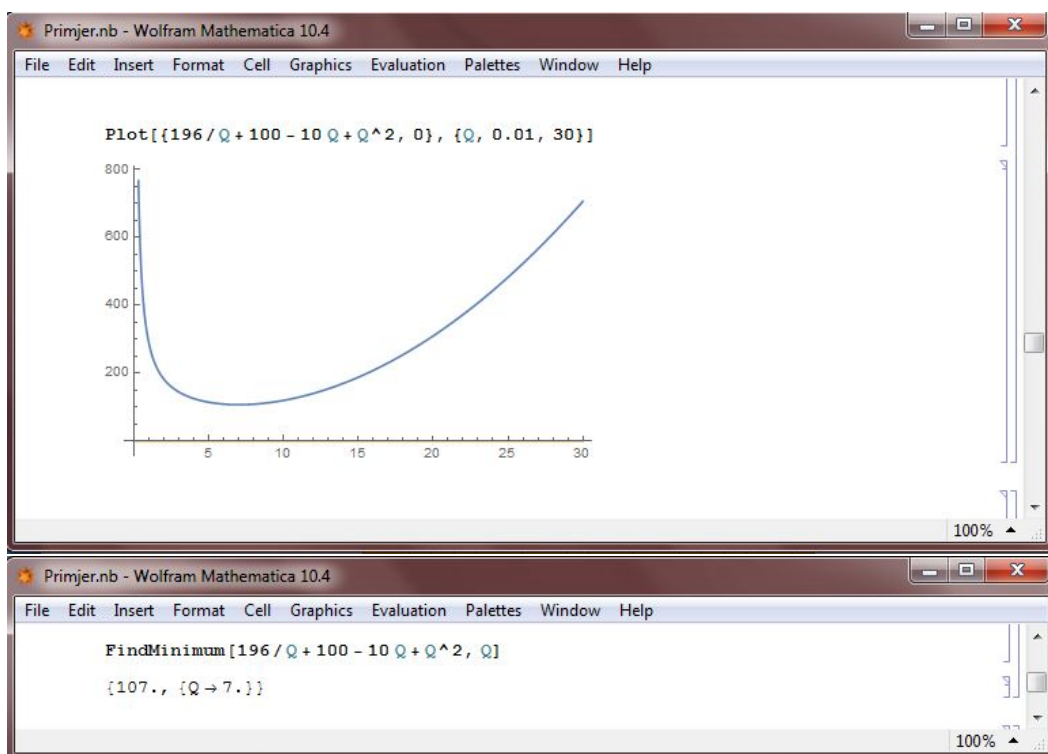 Primjer.nb - Wolfram Mathematica 10.4
File Edit Insert Format Cell Graphics Evaluation Palettes Window Help
Plot[{196/Q+100-10 Q+Q^2, 0}, {Q, 0.01, 30}]
800
600
400
200
5 10 15 20 25 30
100%
Primjer.nb - Wolfram Mathematica 10.4
File Edit Insert Format Cell Graphics Evaluation Palettes Window Help
FindMinimum[196/Q+100-10 Q+Q^2, Q]
{107., {Q→7.}}
100%